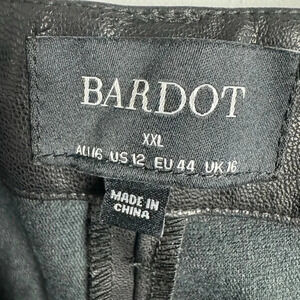 BARDOT
XXL
AU16 US 12 EU 44 UK 16
MADE IN
CHINA